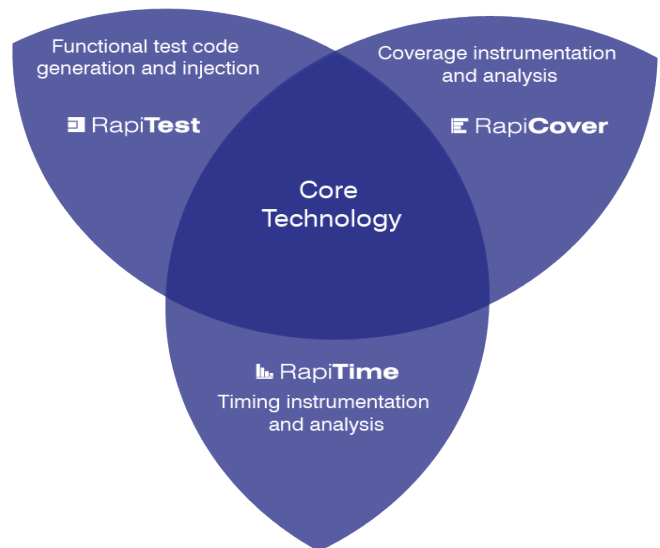 Functional test code
generation and injection
RapiTest
Coverage instrumentation
and analysis
RapiCover
Core
Technology
RapiTime
Timing instrumentation
and analysis